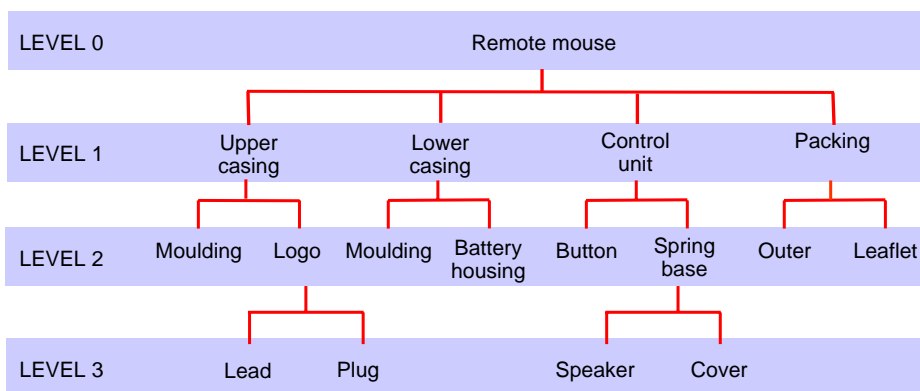 LEVEL 0
Remote mouse
LEVEL 1
Upper
casing
Lower
casing
Control
unit
Packing
LEVEL 2
Moulding
Logo
Moulding
Battery
housing
Button
Spring
base
Outer
Leaflet
LEVEL 3
Lead
Plug
Speaker
Cover